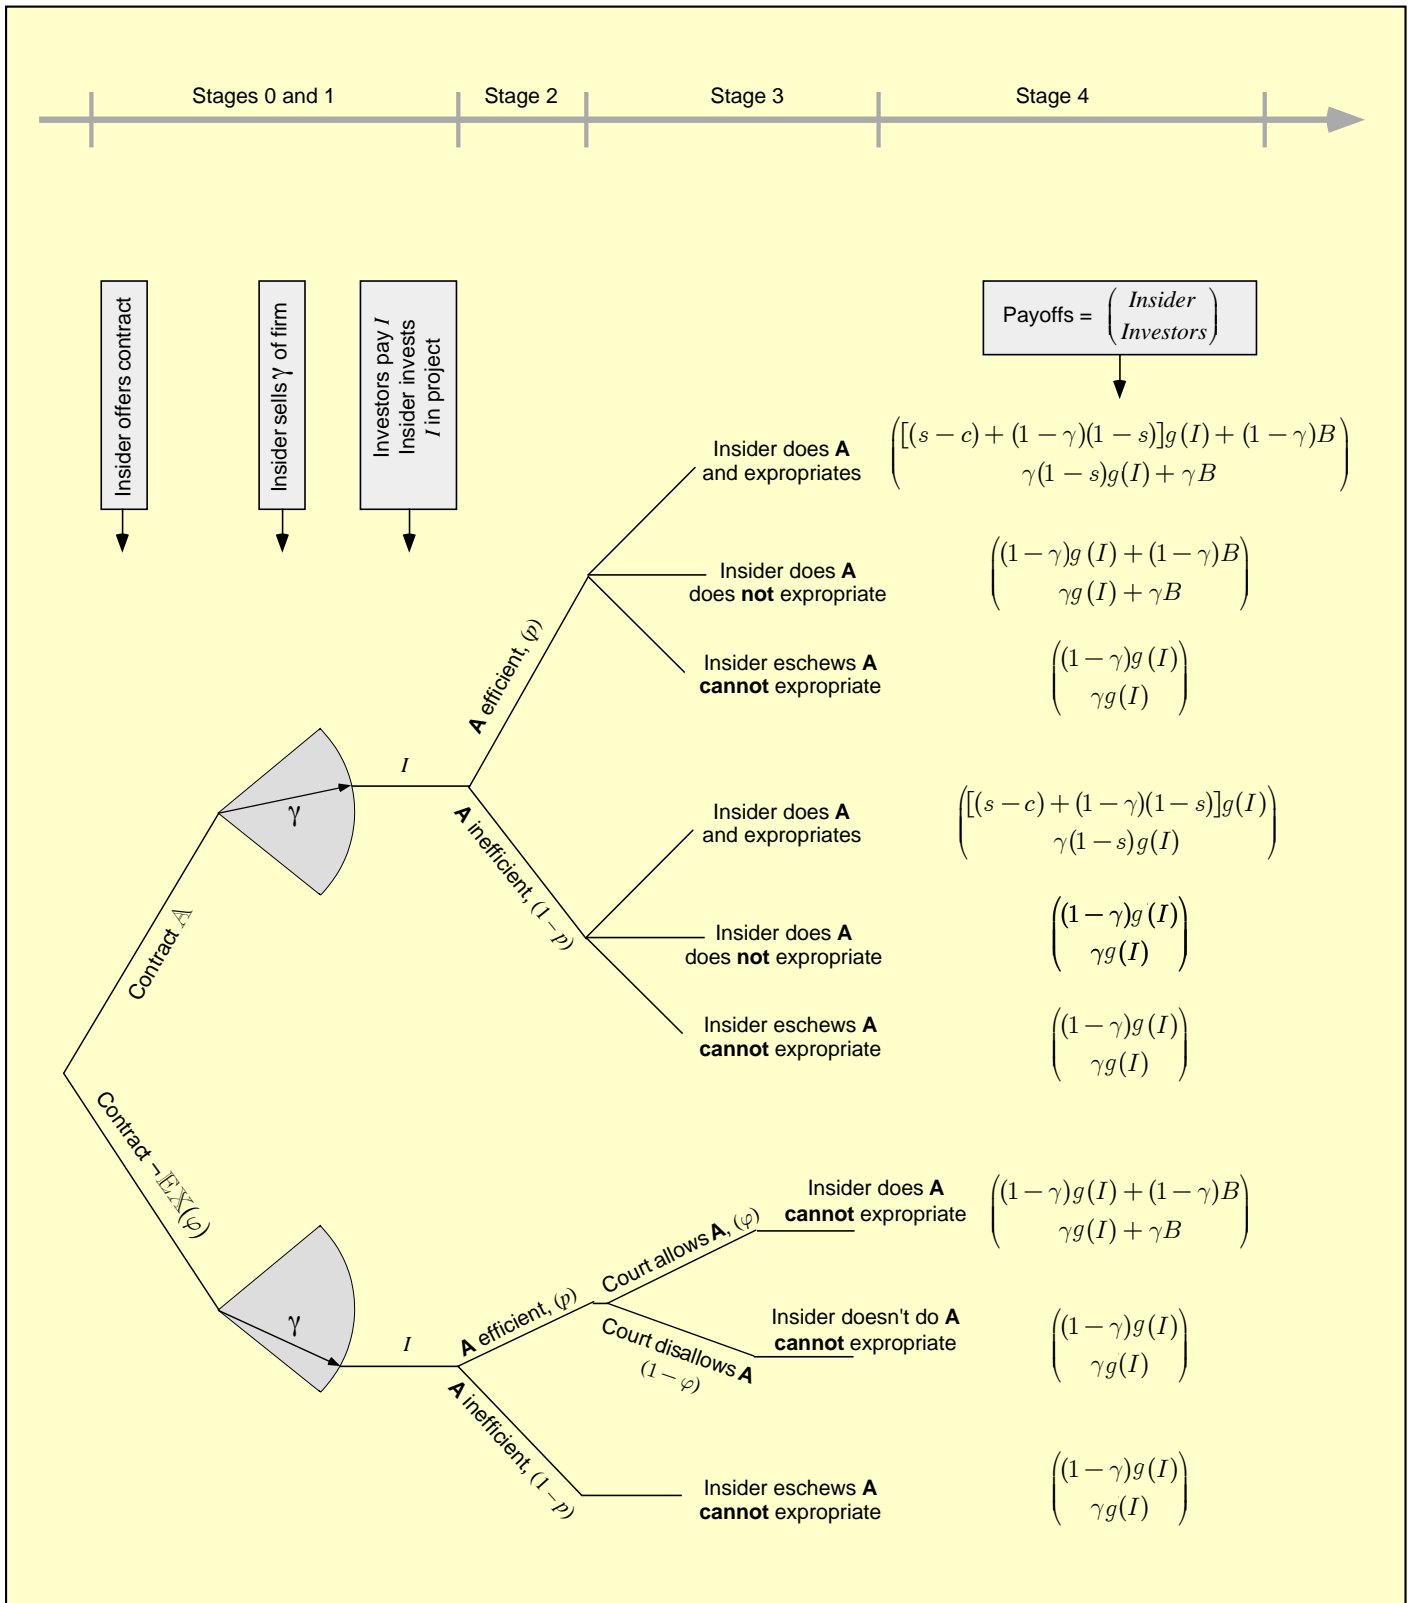 Stages 0 and 1
Stage 2
Stage 3
Stage 4
Insider offers contract
Insider sells γ of firm
Investors pay I
Insider invests
I in project
Payoffs = (Insider
Investors)
Insider does A
and expropriates
([(s − c) + (1 − γ)(1 − s)]g(I) + (1 − γ)B
γ(1 − s)g(I) + γB)
Insider does A
does not expropriate
((1 − γ)g(I) + (1 − γ)B
γg(I) + γB)
Insider eschews A
cannot expropriate
((1 − γ)g(I)
γg(I))
A efficient, (p)
γ
I
A inefficient, (1 − p)
Contract 𝔸
Insider does A
and expropriates
([(s − c) + (1 − γ)(1 − s)]g(I)
γ(1 − s)g(I))
Insider does A
does not expropriate
((1 − γ)g(I)
γg(I))
Insider eschews A
cannot expropriate
((1 − γ)g(I)
γg(I))
Contract ¬𝔼𝕏(φ)
γ
I
A efficient, (p)
A inefficient, (1−p)
Court allows A, (φ)
Court disallows A
(1 − φ)
Insider does A
cannot expropriate
((1 − γ)g(I) + (1 − γ)B
γg(I) + γB)
Insider doesn't do A
cannot expropriate
((1 − γ)g(I)
γg(I))
Insider eschews A
cannot expropriate
((1 − γ)g(I)
γg(I))